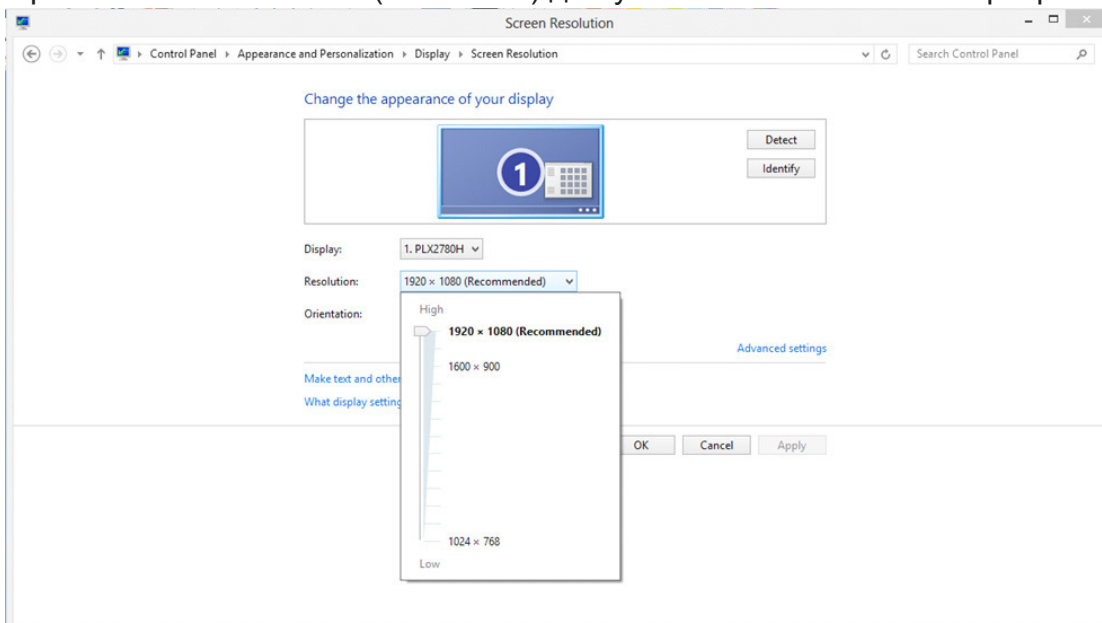 Screen Resolution
Control Panel Appearance and Personalization Display Screen Resolution
Search Control Panel
Change the appearance of your display
1
Detect
Identify
Display: 1. PLX2780H
Resolution: 1920 × 1080 (Recommended)
Orientation:
High
1920 × 1080 (Recommended)
1600 × 900
1024 × 768
Low
Advanced settings
Make text and other
What display setting
OK Cancel Apply